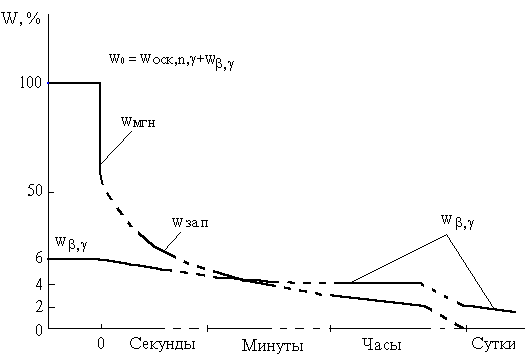 W, %
W₀ = Wоск,n,γ+Wβ,γ
100
Wмгн
50
Wзап
Wβ,γ
Wβ,γ
6
4
2
0
0 Секунды Минуты Часы Сутки